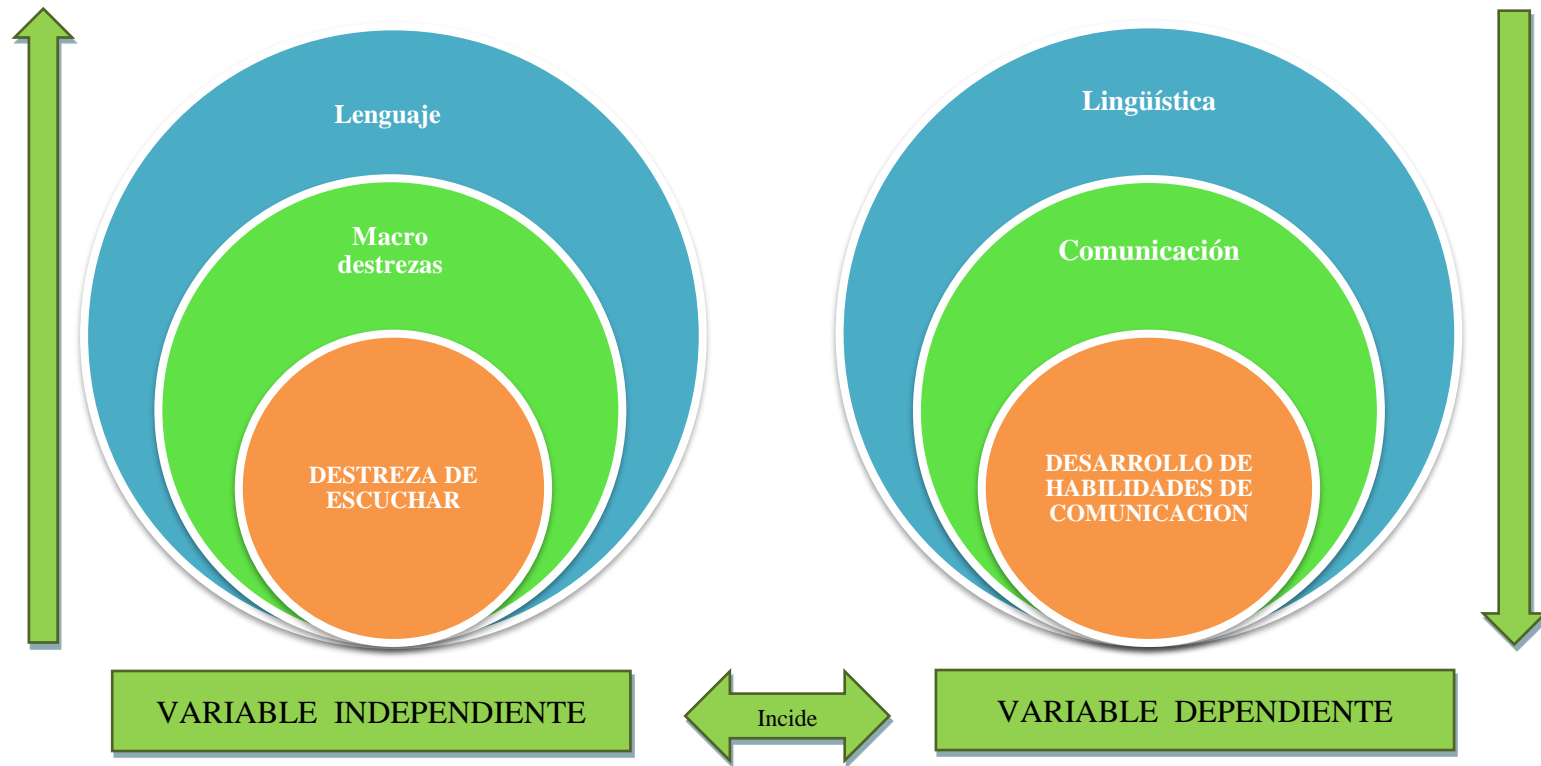 Lenguaje
Macro
destrezas
DESTREZA DE
ESCUCHAR
Lingüística
Comunicación
DESARROLLO DE
HABILIDADES DE
COMUNICACION
VARIABLE INDEPENDIENTE
Incide
VARIABLE DEPENDIENTE